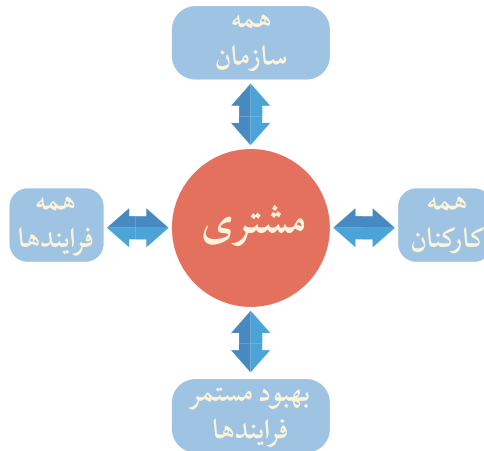 همه
سازمان
همه
کارکنان
مشتری
همه
فرایندها
بهبود مستمر
فرایندها